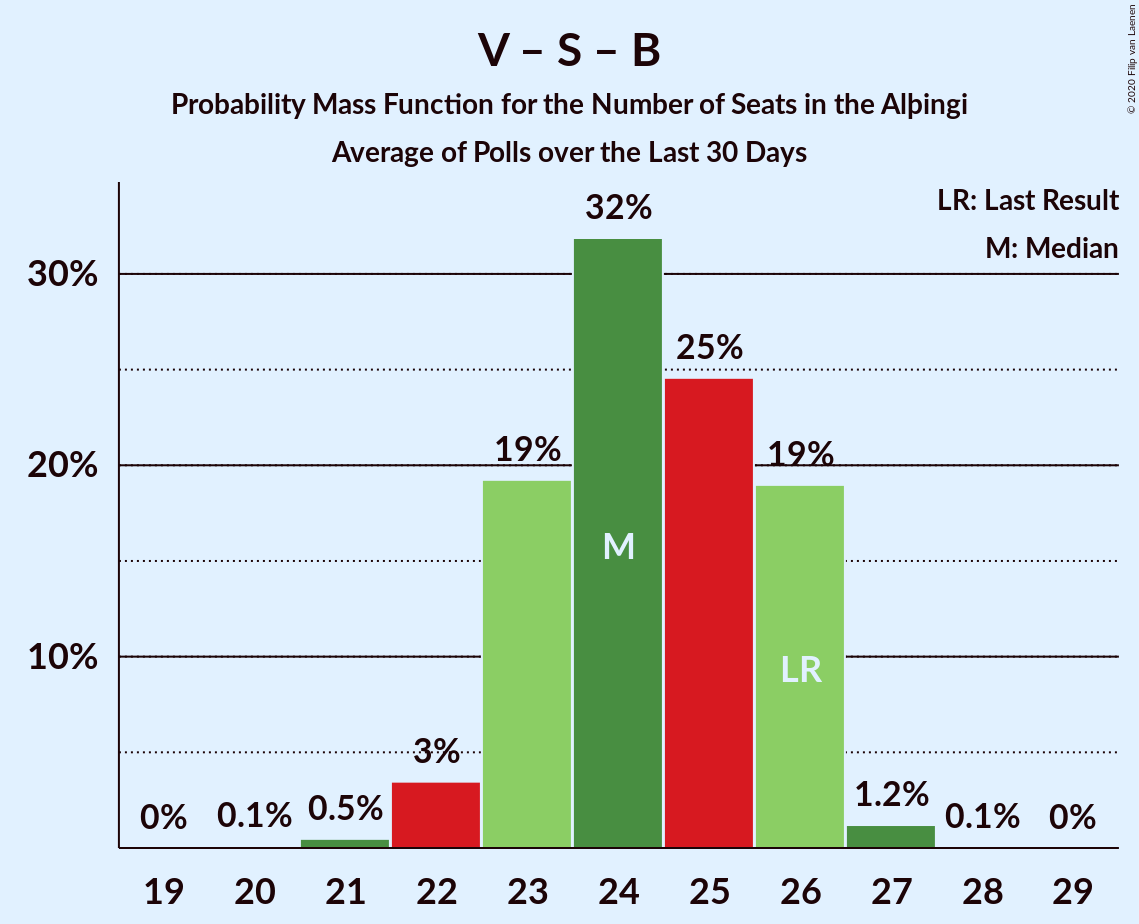 V – S – B
Probability Mass Function for the Number of Seats in the Alþingi
Average of Polls over the Last 30 Days
© 2020 Filip van Laenen
LR: Last Result
M: Median
30%
20%
10%
0%
0.1%
0.5%
3%
19%
32%
25%
19%
1.2%
0.1%
0%
M
LR
19 20 21 22 23 24 25 26 27 28 29